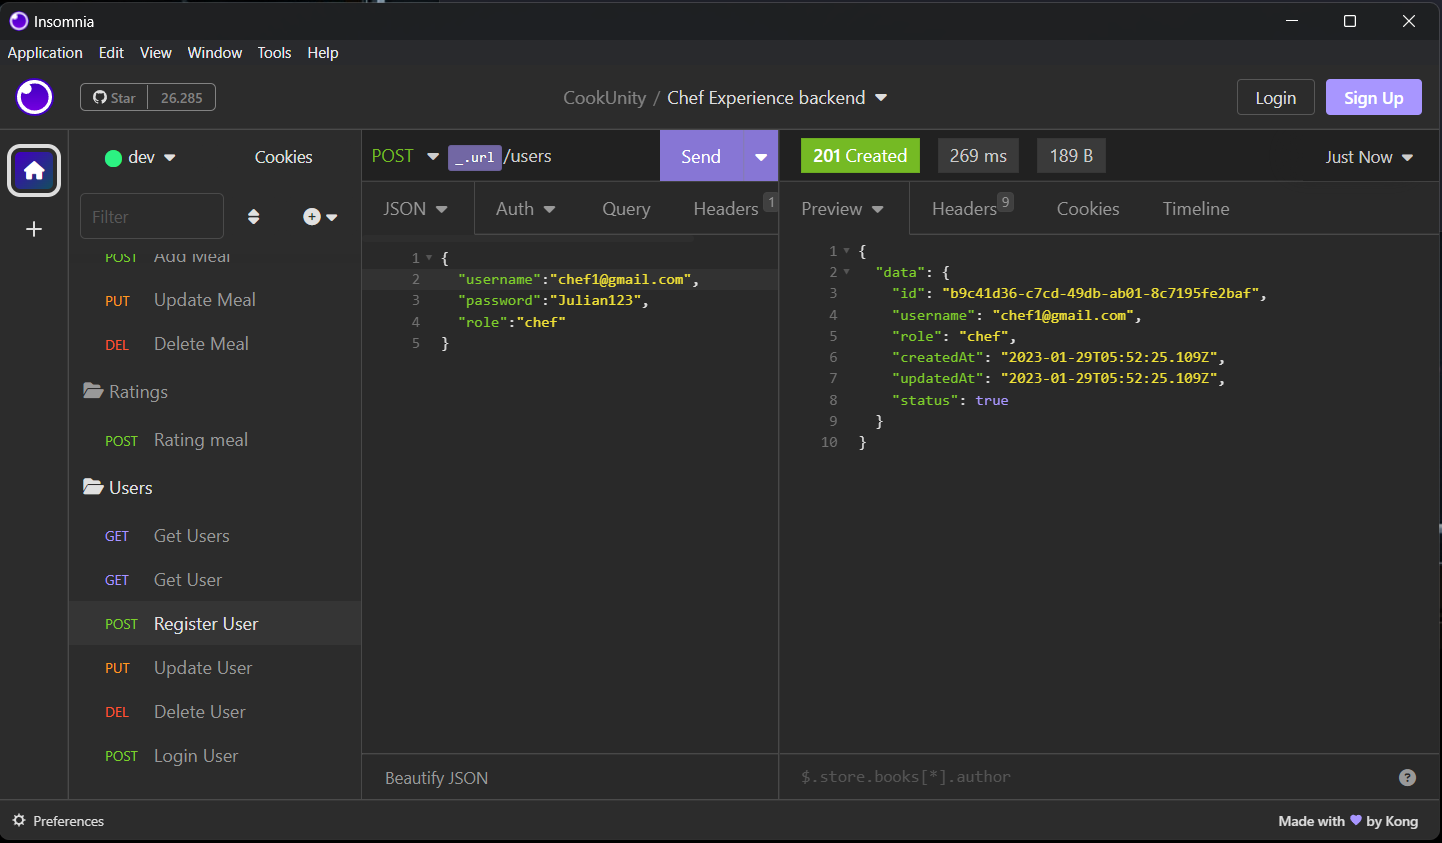 Insomnia
Application Edit View Window Tools Help
Star 26.285
CookUnity / Chef Experience backend
Login Sign Up
dev Cookies
Filter
POST Add Meal
PUT Update Meal
DEL Delete Meal
Ratings
POST Rating meal
Users
GET Get Users
GET Get User
POST Register User
PUT Update User
DEL Delete User
POST Login User
POST _.url /users Send
JSON Auth Query Headers 1
1 {
2 "username":"chef1@gmail.com",
3 "password":"Julian123",
4 "role":"chef"
5 }
Beautify JSON
201 Created 269 ms 189 B Just Now
Preview Headers 9 Cookies Timeline
1 {
2 "data": {
3 "id": "b9c41d36-c7cd-49db-ab01-8c7195fe2baf",
4 "username": "chef1@gmail.com",
5 "role": "chef",
6 "createdAt": "2023-01-29T05:52:25.109Z",
7 "updatedAt": "2023-01-29T05:52:25.109Z",
8 "status": true
9 }
10 }
$.store.books[*].author ?
Preferences
Made with 💜 by Kong